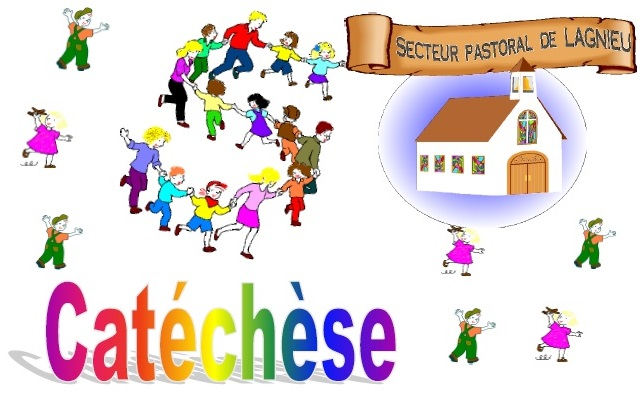 SECTEUR PASTORAL DE LAGNIEU
Catéchèse